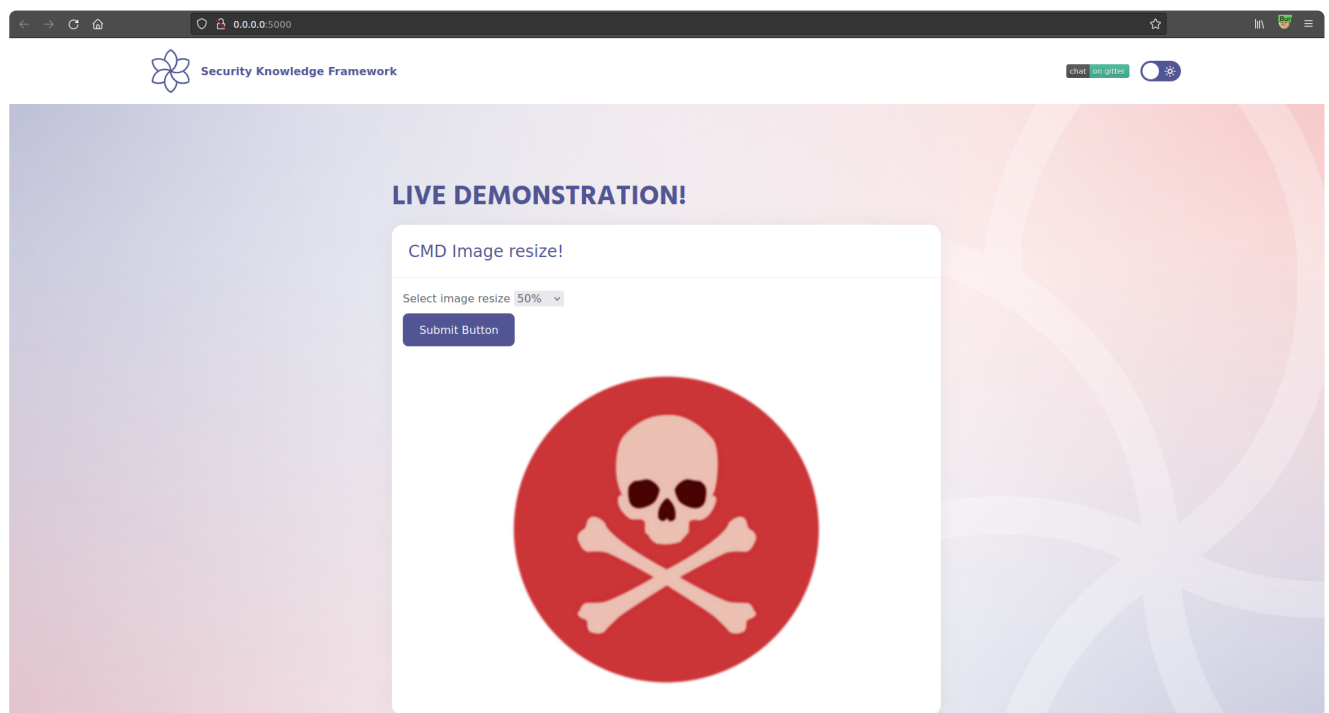 0.0.0.0:5000
Bur
Security Knowledge Framework
chat on gitter
LIVE DEMONSTRATION!
CMD Image resize!
Select image resize 50%
Submit Button